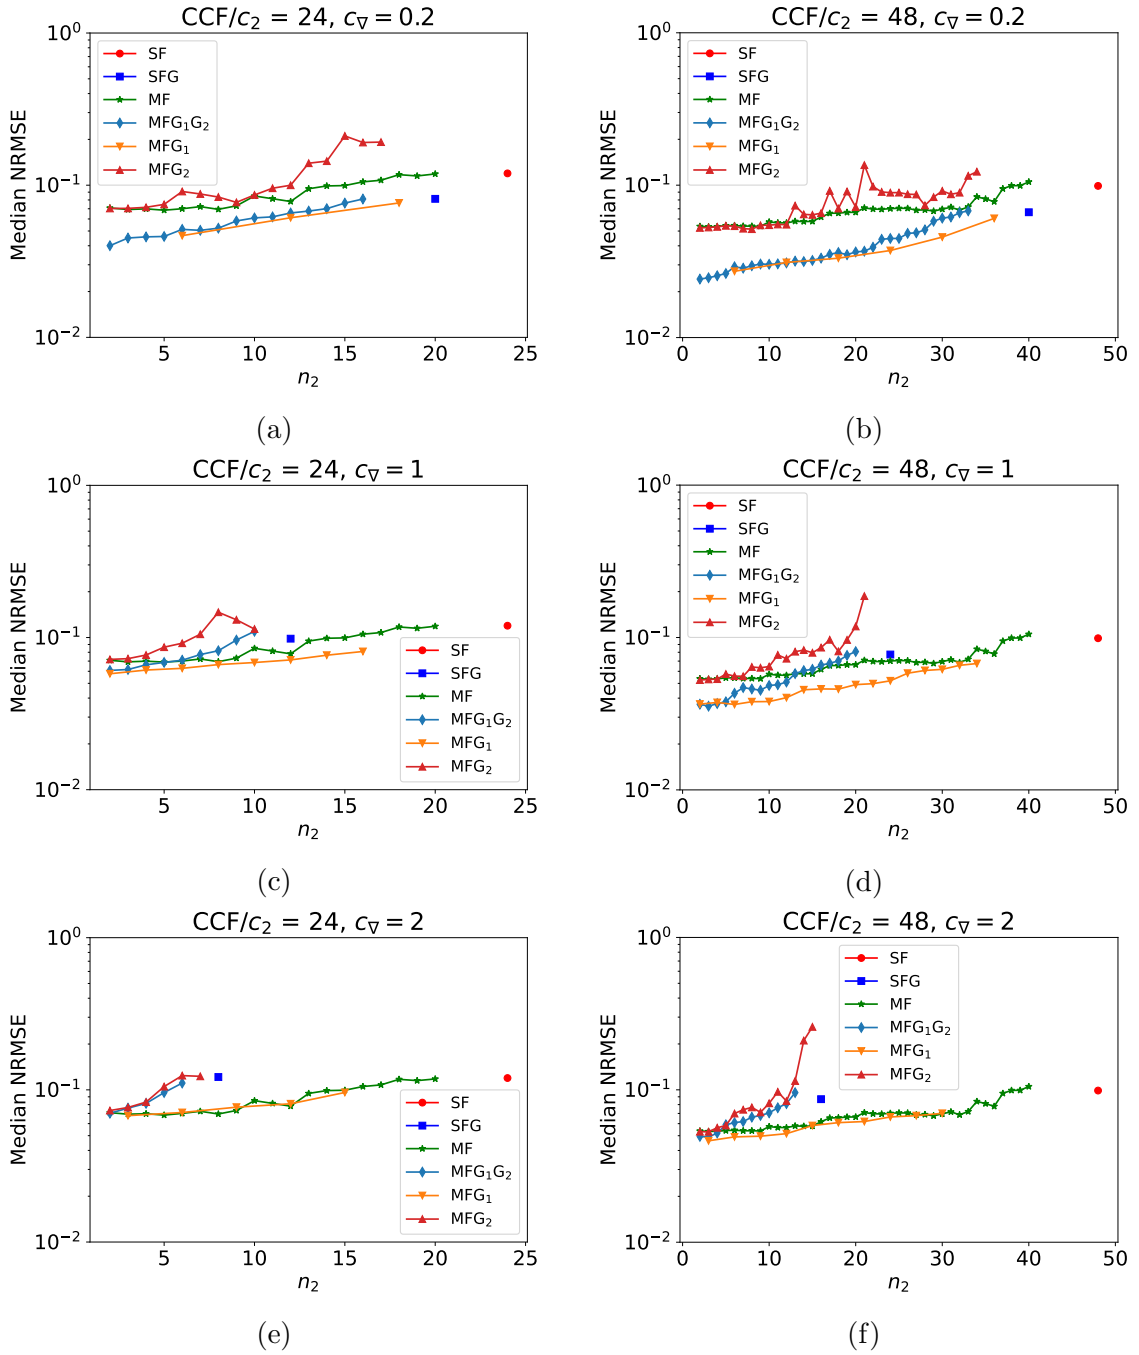 CCF/c₂ = 24, c∇ = 0.2
Median NRMSE
10⁰
10⁻¹
10⁻²
SF
SFG
MF
MFG₁G₂
MFG₁
MFG₂
5 10 15 20 25
n₂
(a)
CCF/c₂ = 48, c∇ = 0.2
Median NRMSE
10⁰
10⁻¹
10⁻²
SF
SFG
MF
MFG₁G₂
MFG₁
MFG₂
0 10 20 30 40 50
n₂
(b)
CCF/c₂ = 24, c∇ = 1
Median NRMSE
10⁰
10⁻¹
10⁻²
SF
SFG
MF
MFG₁G₂
MFG₁
MFG₂
5 10 15 20 25
n₂
(c)
CCF/c₂ = 48, c∇ = 1
Median NRMSE
10⁰
10⁻¹
10⁻²
SF
SFG
MF
MFG₁G₂
MFG₁
MFG₂
0 10 20 30 40 50
n₂
(d)
CCF/c₂ = 24, c∇ = 2
Median NRMSE
10⁰
10⁻¹
10⁻²
SF
SFG
MF
MFG₁G₂
MFG₁
MFG₂
5 10 15 20 25
n₂
(e)
CCF/c₂ = 48, c∇ = 2
Median NRMSE
10⁰
10⁻¹
10⁻²
SF
SFG
MF
MFG₁G₂
MFG₁
MFG₂
0 10 20 30 40 50
n₂
(f)